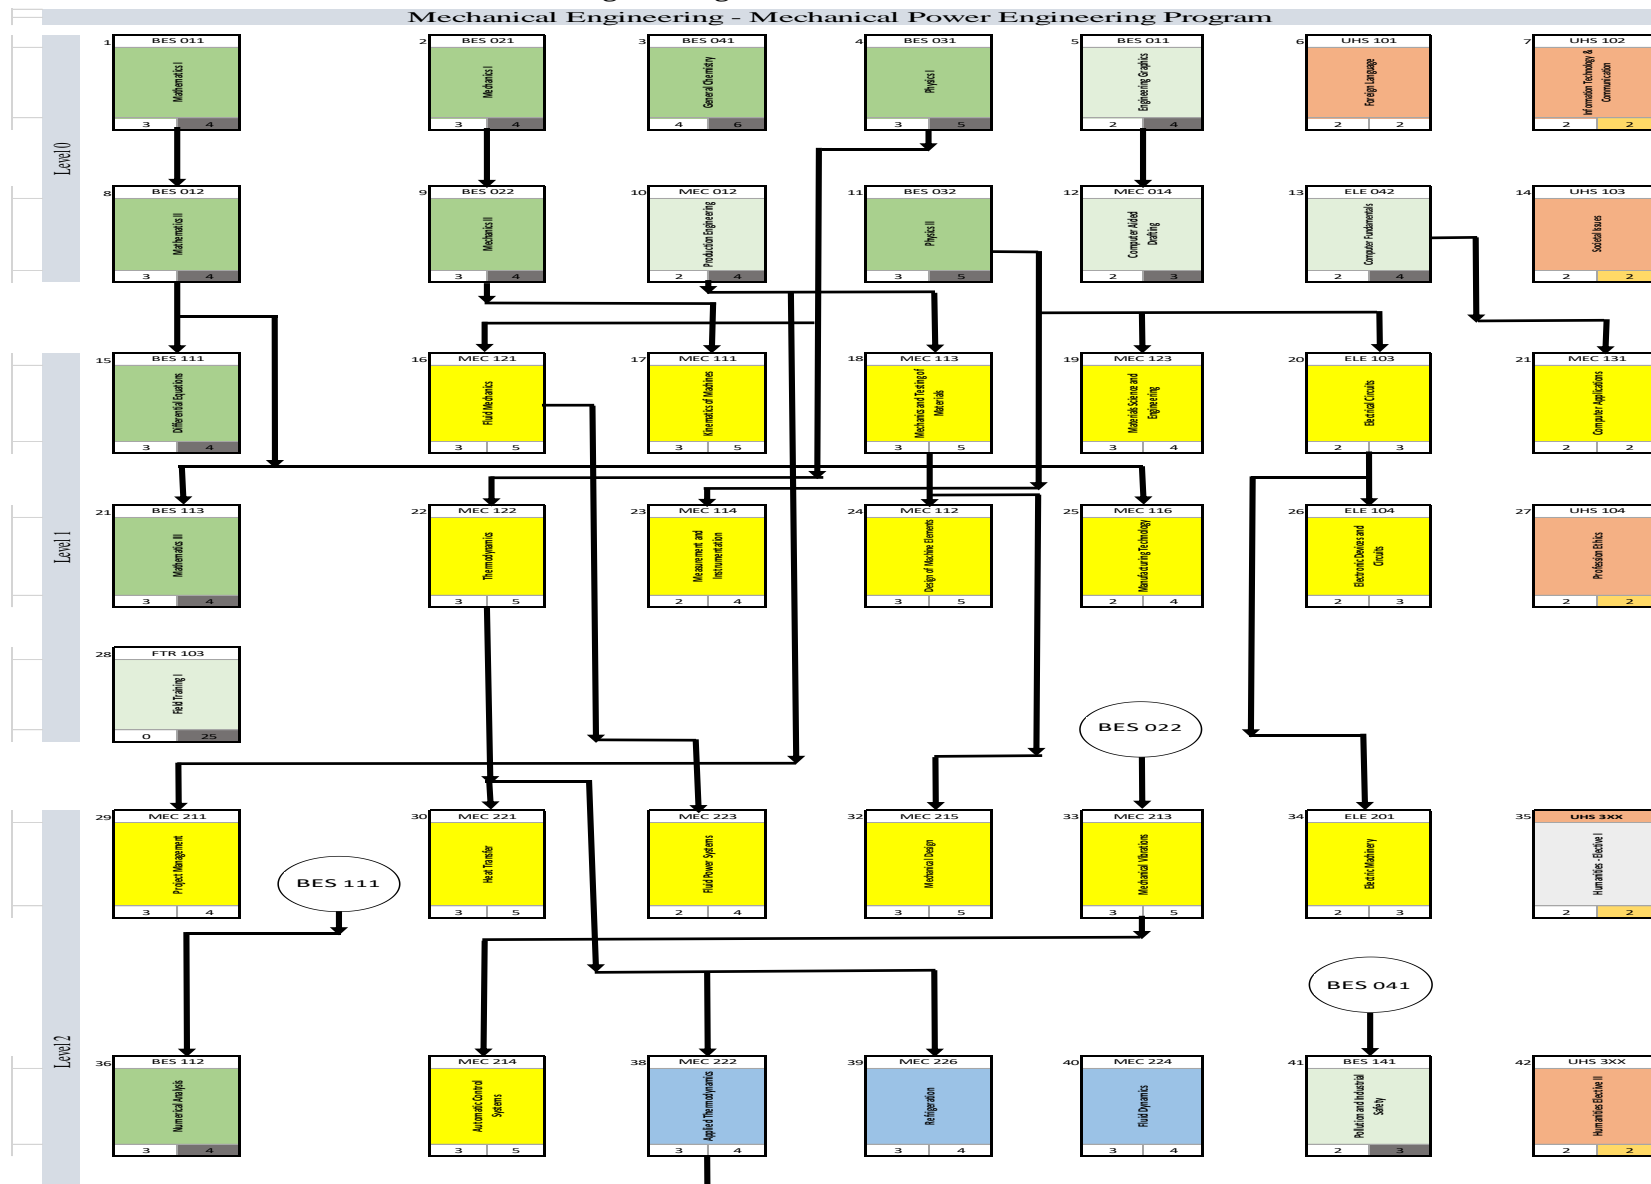 Mechanical Engineering - Mechanical Power Engineering Program
Level 0
1 BES 011
Mathematics I
3 4
2 BES 021
Mechanics I
3 4
3 BES 041
General Chemistry
4 6
4 BES 031
Physics I
3 5
5 BES 011
Engineering Graphics
2 4
6 UHS 101
Foreign Language
2 2
7 UHS 102
Information Technology &
Communication
2 2
8 BES 012
Mathematics II
3 4
9 BES 022
Mechanics II
3 4
10 MEC 012
Production Engineering
2 4
11 BES 032
Physics II
3 5
12 MEC 014
Computer Aided
Drafting
2 3
13 ELE 042
Computer Fundamentals
2 4
14 UHS 103
Societal Issues
2 2
Level 1
15 BES 111
Differential Equations
3 4
16 MEC 121
Fluid Mechanics
3 5
17 MEC 111
Kinematics of Machines
3 5
18 MEC 113
Mechanics and Testing of
Materials
3 5
19 MEC 123
Materials Science and
Engineering
3 4
20 ELE 103
Electrical Circuits
3 2
21 MEC 131
Computer Applications
2 2
21 BES 113
Mathematics III
3 4
22 MEC 122
Thermodynamics
3 5
23 MEC 114
Measurement and
Instrumentation
2 4
24 MEC 112
Design of Machine Elements
3 5
25 MEC 116
Manufacturing Technology
2 4
26 ELE 104
Electronic Devices and
Circuits
2 3
27 UHS 104
Profession Ethics
2 2
28 FTR 103
Field Training I
0 25
BES 022
Level 2
29 MEC 211
Project Management
3 4
30 MEC 221
Heat Transfer
3 5
MEC 223
Fluid Power Systems
2 4
32 MEC 215
Mechanical Design
3 5
33 MEC 213
Mechanical Vibrations
3 5
34 ELE 201
Electric Machinery
2 3
35 UHS 3XX
Humanities - Elective I
2 2
BES 111
BES 041
36 BES 112
Numerical Analysis
3 4
MEC 214
Automatic Control
Systems
3 5
38 MEC 222
Applied Thermodynamics
3 4
39 MEC 226
Refrigeration
3 4
40 MEC 224
Fluid Dynamics
3 4
41 BES 141
Pollution and Industrial
Safety
2 3
42 UHS 3XX
Humanities Elective II
2 2